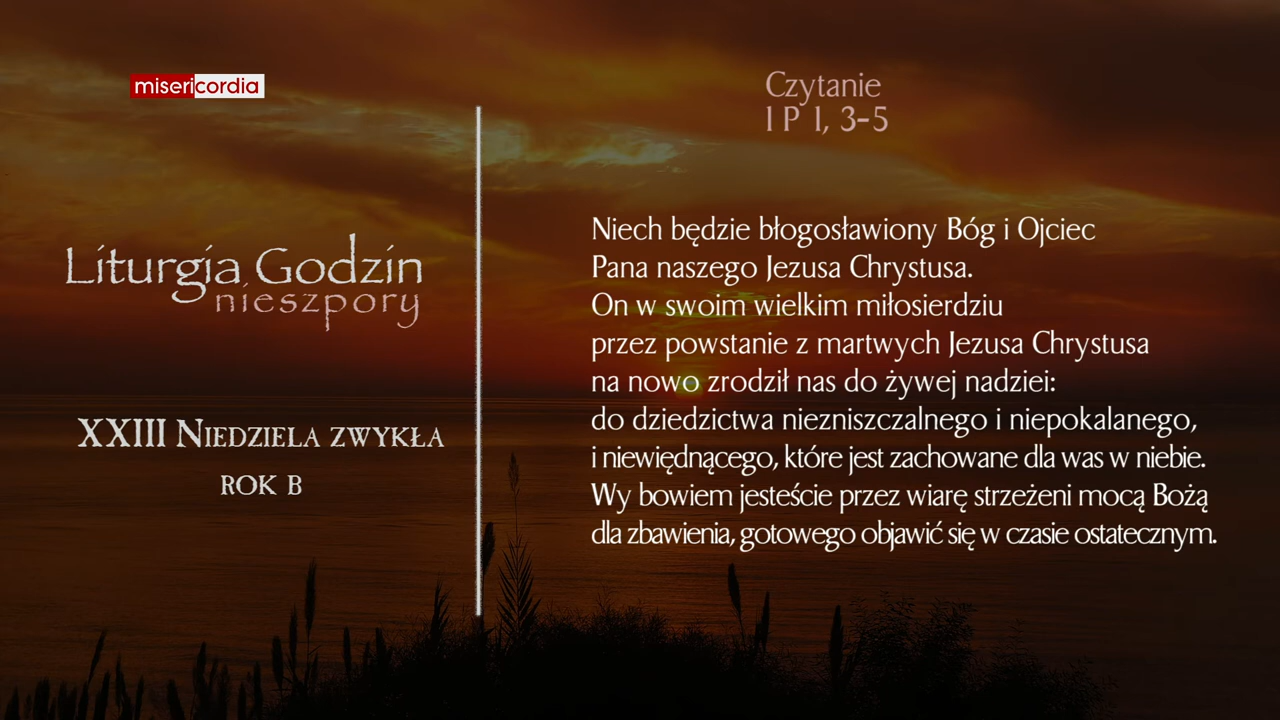 misericordia
Liturgia Godzin
nieszpory
XXIII Niedziela zwykła
rok B
Czytanie
1 P 1, 3-5
Niech będzie błogosławiony Bóg i Ojciec
Pana naszego Jezusa Chrystusa.
On w swoim wielkim miłosierdziu
przez powstanie z martwych Jezusa Chrystusa
na nowo zrodził nas do żywej nadziei:
do dziedzictwa niezniszczalnego i niepokalanego,
i niewiędnącego, które jest zachowane dla was w niebie.
Wy bowiem jesteście przez wiarę strzeżeni mocą Bożą
dla zbawienia, gotowego objawić się w czasie ostatecznym.